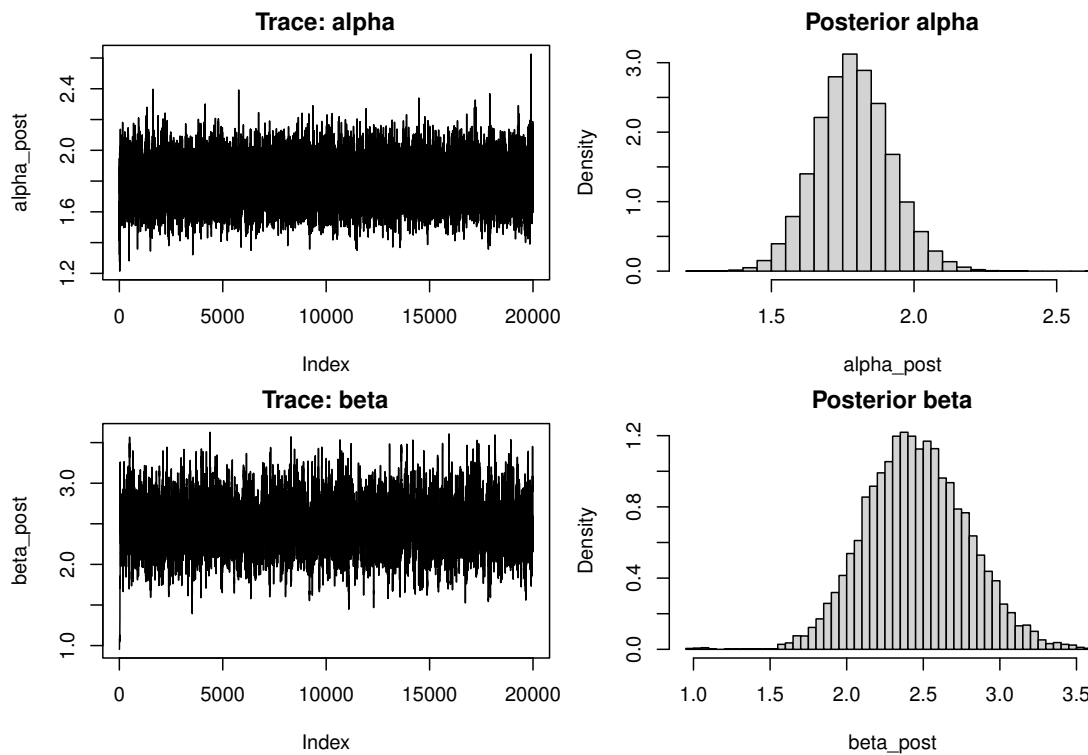 Trace: alpha
alpha_post
2.4
2.0
1.6
1.2
0 5000 10000 15000 20000
Index
Posterior alpha
Density
3.0
2.0
1.0
0.0
1.5 2.0 2.5
alpha_post
Trace: beta
beta_post
3.0
2.0
1.0
0 5000 10000 15000 20000
Index
Posterior beta
Density
1.2
0.8
0.4
0.0
1.0 1.5 2.0 2.5 3.0 3.5
beta_post